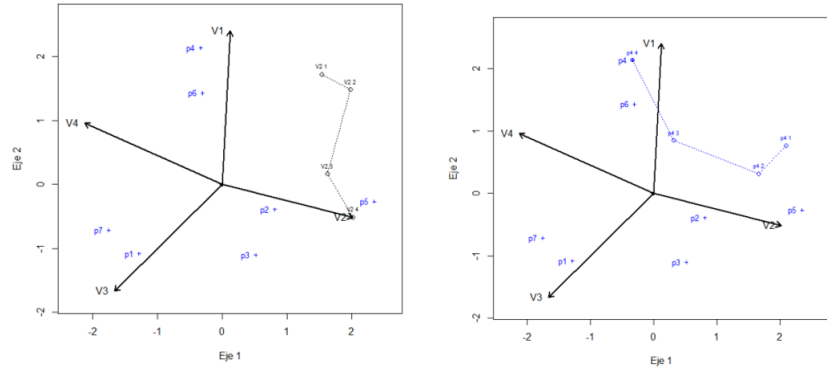 V1
p4 +
V2 1
V2 2
p6 +
V4
V2 3
p5 +
p2 +
V2
V2 4
p7 +
p1 +
p3 +
V3
2
1
0
-1
-2
Eje 2
-2
-1
0
1
2
Eje 1
V1
p4 4
p4
p6 +
V4
p4 3
p4 1
p4 2
p5 +
p2 +
V2
p7 +
p1 +
p3 +
V3
2
1
0
-1
-2
Eje 2
-2
-1
0
1
2
Eje 1